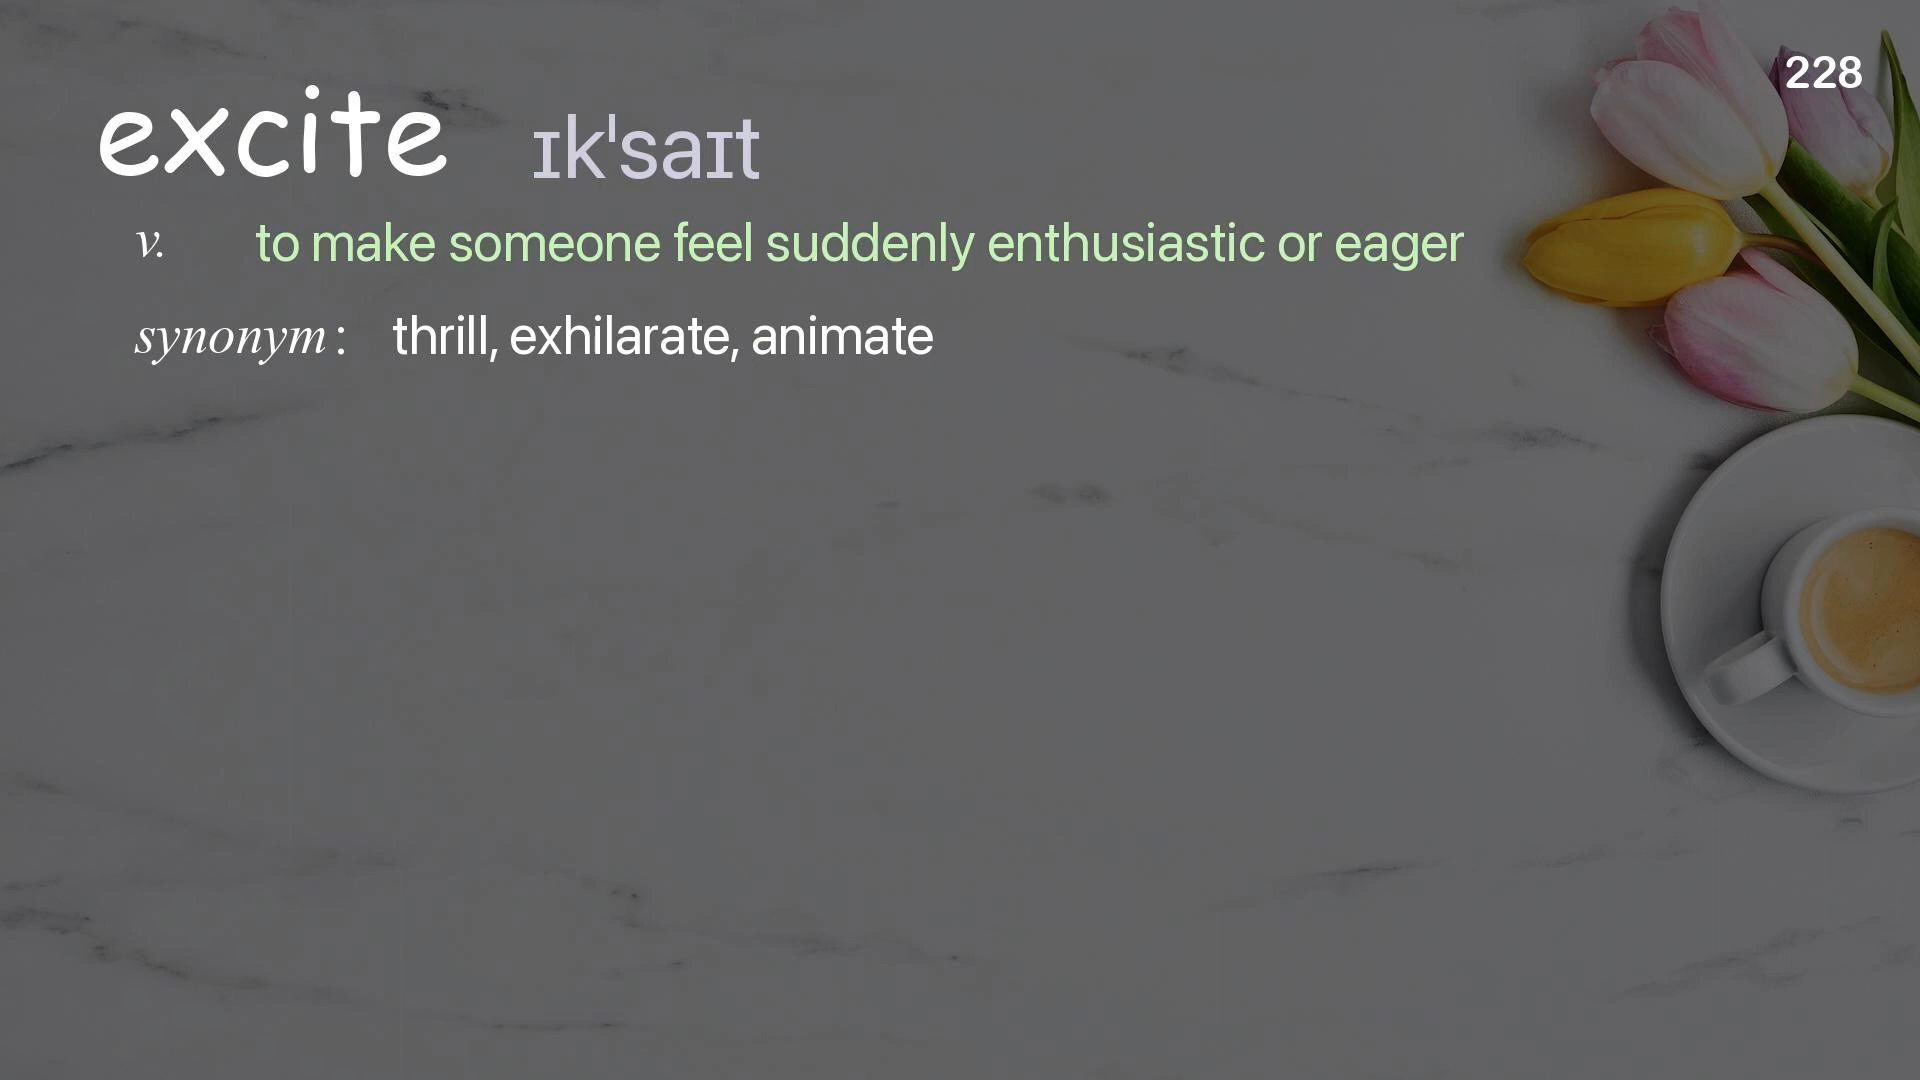 228
excite ɪkˈsaɪt
v. to make someone feel suddenly enthusiastic or eager
synonym: thrill, exhilarate, animate